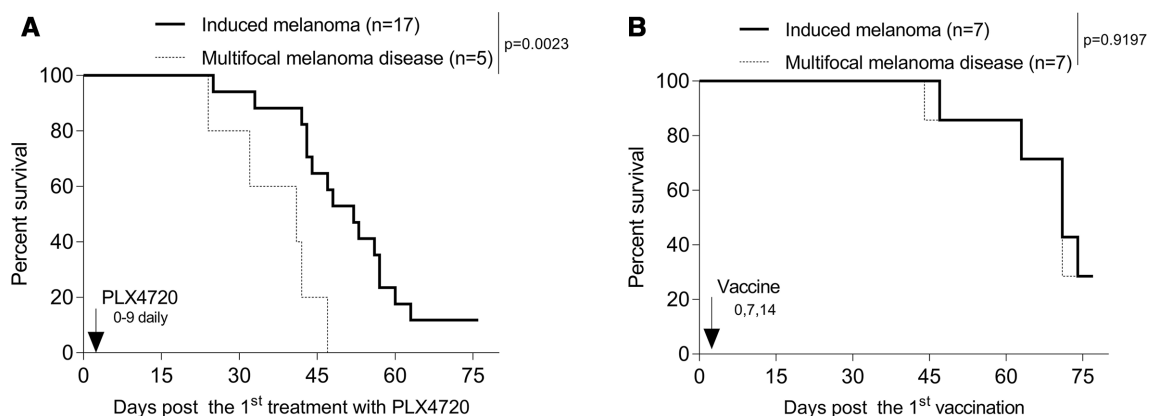 A
Induced melanoma (n=17)
Multifocal melanoma disease (n=5)
p=0.0023
Percent survival
100
80
60
40
20
0
PLX4720
0-9 daily
0 15 30 45 60 75
Days post the 1st treatment with PLX4720
B
Induced melanoma (n=7)
Multifocal melanoma disease (n=7)
p=0.9197
Percent survival
100
80
60
40
20
0
Vaccine
0,7,14
0 15 30 45 60 75
Days post the 1st vaccination